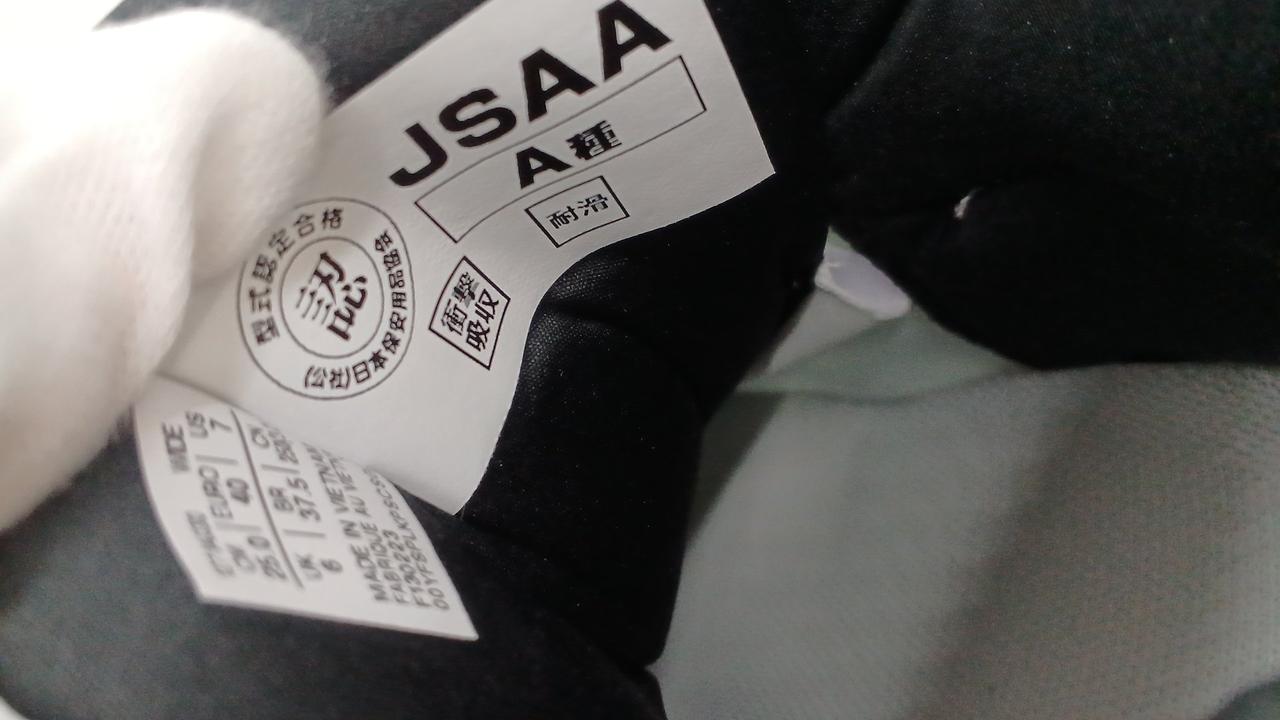 JSAA
A種
耐滑
衝撃
吸収
型式認定合格
認
(公社)日本保安用品協会
WIDE
CM EURO US
25.0 40 7
UK BR CN
6 37.5
MADE IN VIETNAM
FABRIQUE AU VIETN
FAB0223